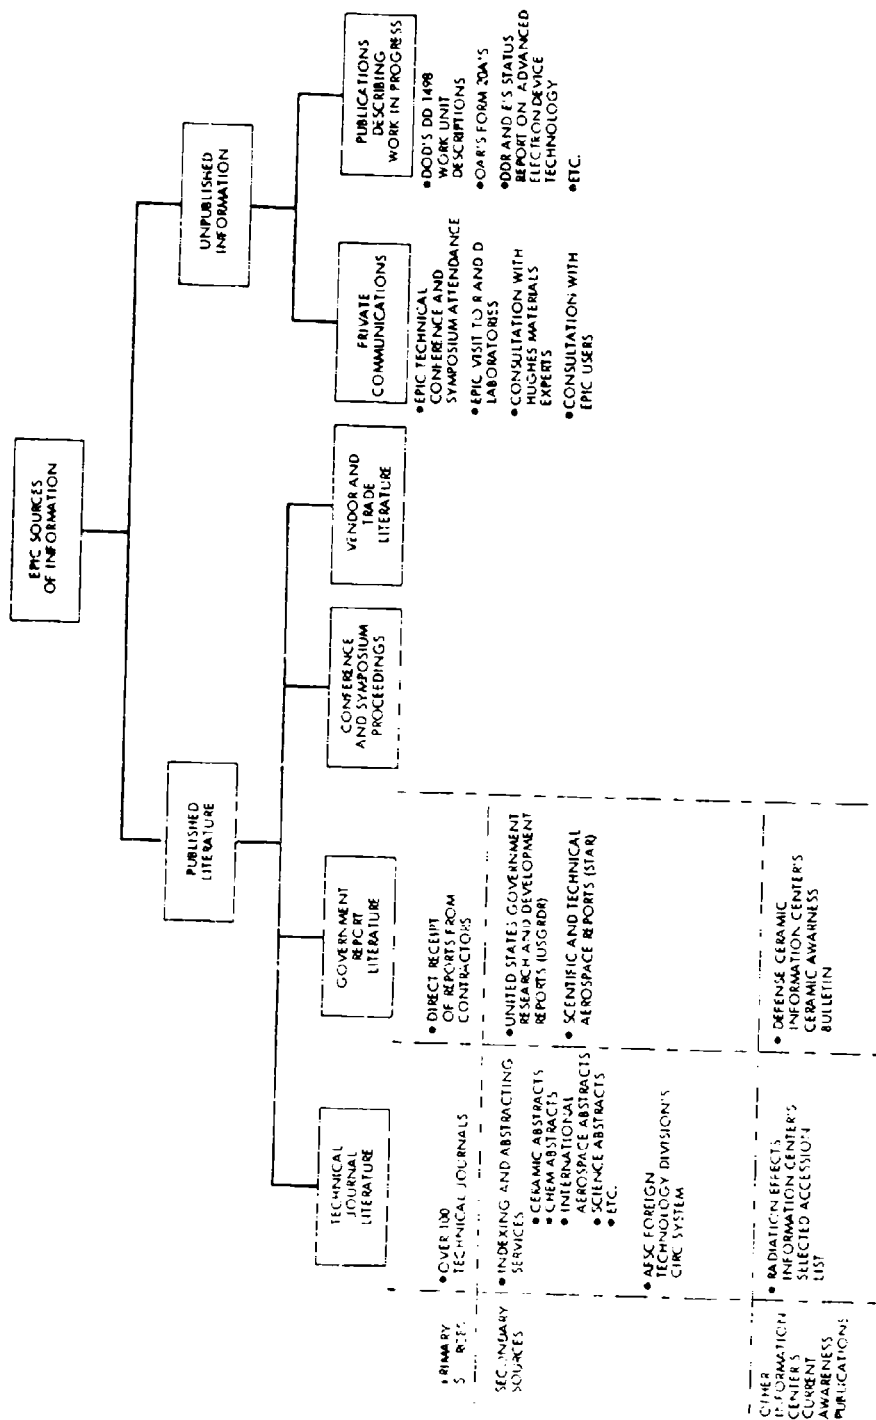 EPIC SOURCES
OF INFORMATION
PUBLISHED
LITERATURE
UNPUBLISHED
INFORMATION
TECHNICAL
JOURNAL
LITERATURE
GOVERNMENT
REPORT
LITERATURE
CONFERENCE
AND SYMPOSIUM
PROCEEDINGS
VENDOR AND
TRADE
LITERATURE
PRIVATE
COMMUNICATIONS
PUBLICATIONS
DESCRIBING
WORK IN PROGRESS
• EPIC TECHNICAL
CONFERENCE AND
SYMPOSIUM ATTENDANCE
• EPIC VISIT TO R AND D
LABORATORIES
• CONSULTATION WITH
HUGHES MATERIALS
EXPERTS
• CONSULTATION WITH
EPIC USERS
• DOD'S DD 1498
WORK UNIT
DESCRIPTIONS
• OAR'S FORM 20A'S
• DDR AND E'S STATUS
REPORT ON ADVANCED
ELECTRON DEVICE
TECHNOLOGY
• ETC.
PRIMARY
• OVER 100
TECHNICAL JOURNALS
• DIRECT RECEIPT
OF REPORTS FROM
CONTRACTORS
SECONDARY
SOURCES
• INDEXING AND ABSTRACTING
SERVICES
• CERAMIC ABSTRACTS
• CHEM ABSTRACTS
• INTERNATIONAL
AEROSPACE ABSTRACTS
• SCIENCE ABSTRACTS
• ETC.
• AFSC FOREIGN
TECHNOLOGY DIVISION'S
CIRC SYSTEM
• UNITED STATES GOVERNMENT
RESEARCH AND DEVELOPMENT
REPORTS (USGRDR)
• SCENTIFIC AND TECHNICAL
AEROSPACE REPORTS (STAR)
OTHER
INFORMATION
CENTER'S
CURRENT
AWARENESS
PUBLICATIONS
• RADIATION EFFECTS
INFORMATION CENTER'S
SELECTED ACCESSION
LIST
• DEFENSE CERAMIC
INFORMATION CENTER'S
CERAMIC AWARNESS
BULLETIN